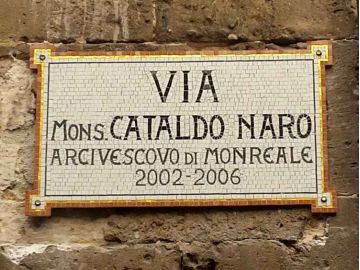 VIA
MONS. CATALDO NARO
ARCIVESCOVO DI MONREALE
2002-2006